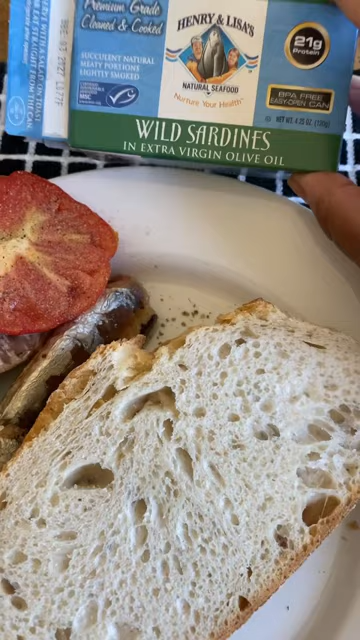 Premium Grade
Cleaned & Cooked
SUCCULENT NATURAL
MEATY PORTIONS
LIGHTLY SMOKED
MSC
HENRY & LISA'S
NATURAL SEAFOOD
Nurture Your Health
21g
Protein
BPA FREE
EASY-OPEN CAN
NET WT. 4.25 OZ. (120g)
WILD SARDINES
IN EXTRA VIRGIN OLIVE OIL